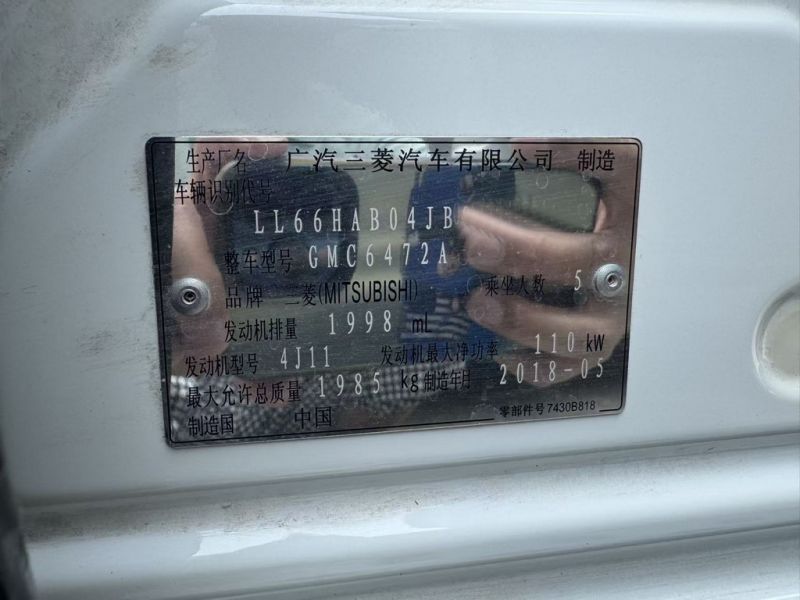 生产厂名 广汽三菱汽车有限公司 制造
车辆识别代号
LL66HAB04JB
整车型号 GMC6472A
品牌 三菱(MITSUBISHI) 乘坐人数 5
发动机排量 1998 mL
发动机型号 4J11 发动机最大净功率 110 kW
最大允许总质量 1985 kg 制造年月 2018-05
制造国 中国 零部件号 7430B818